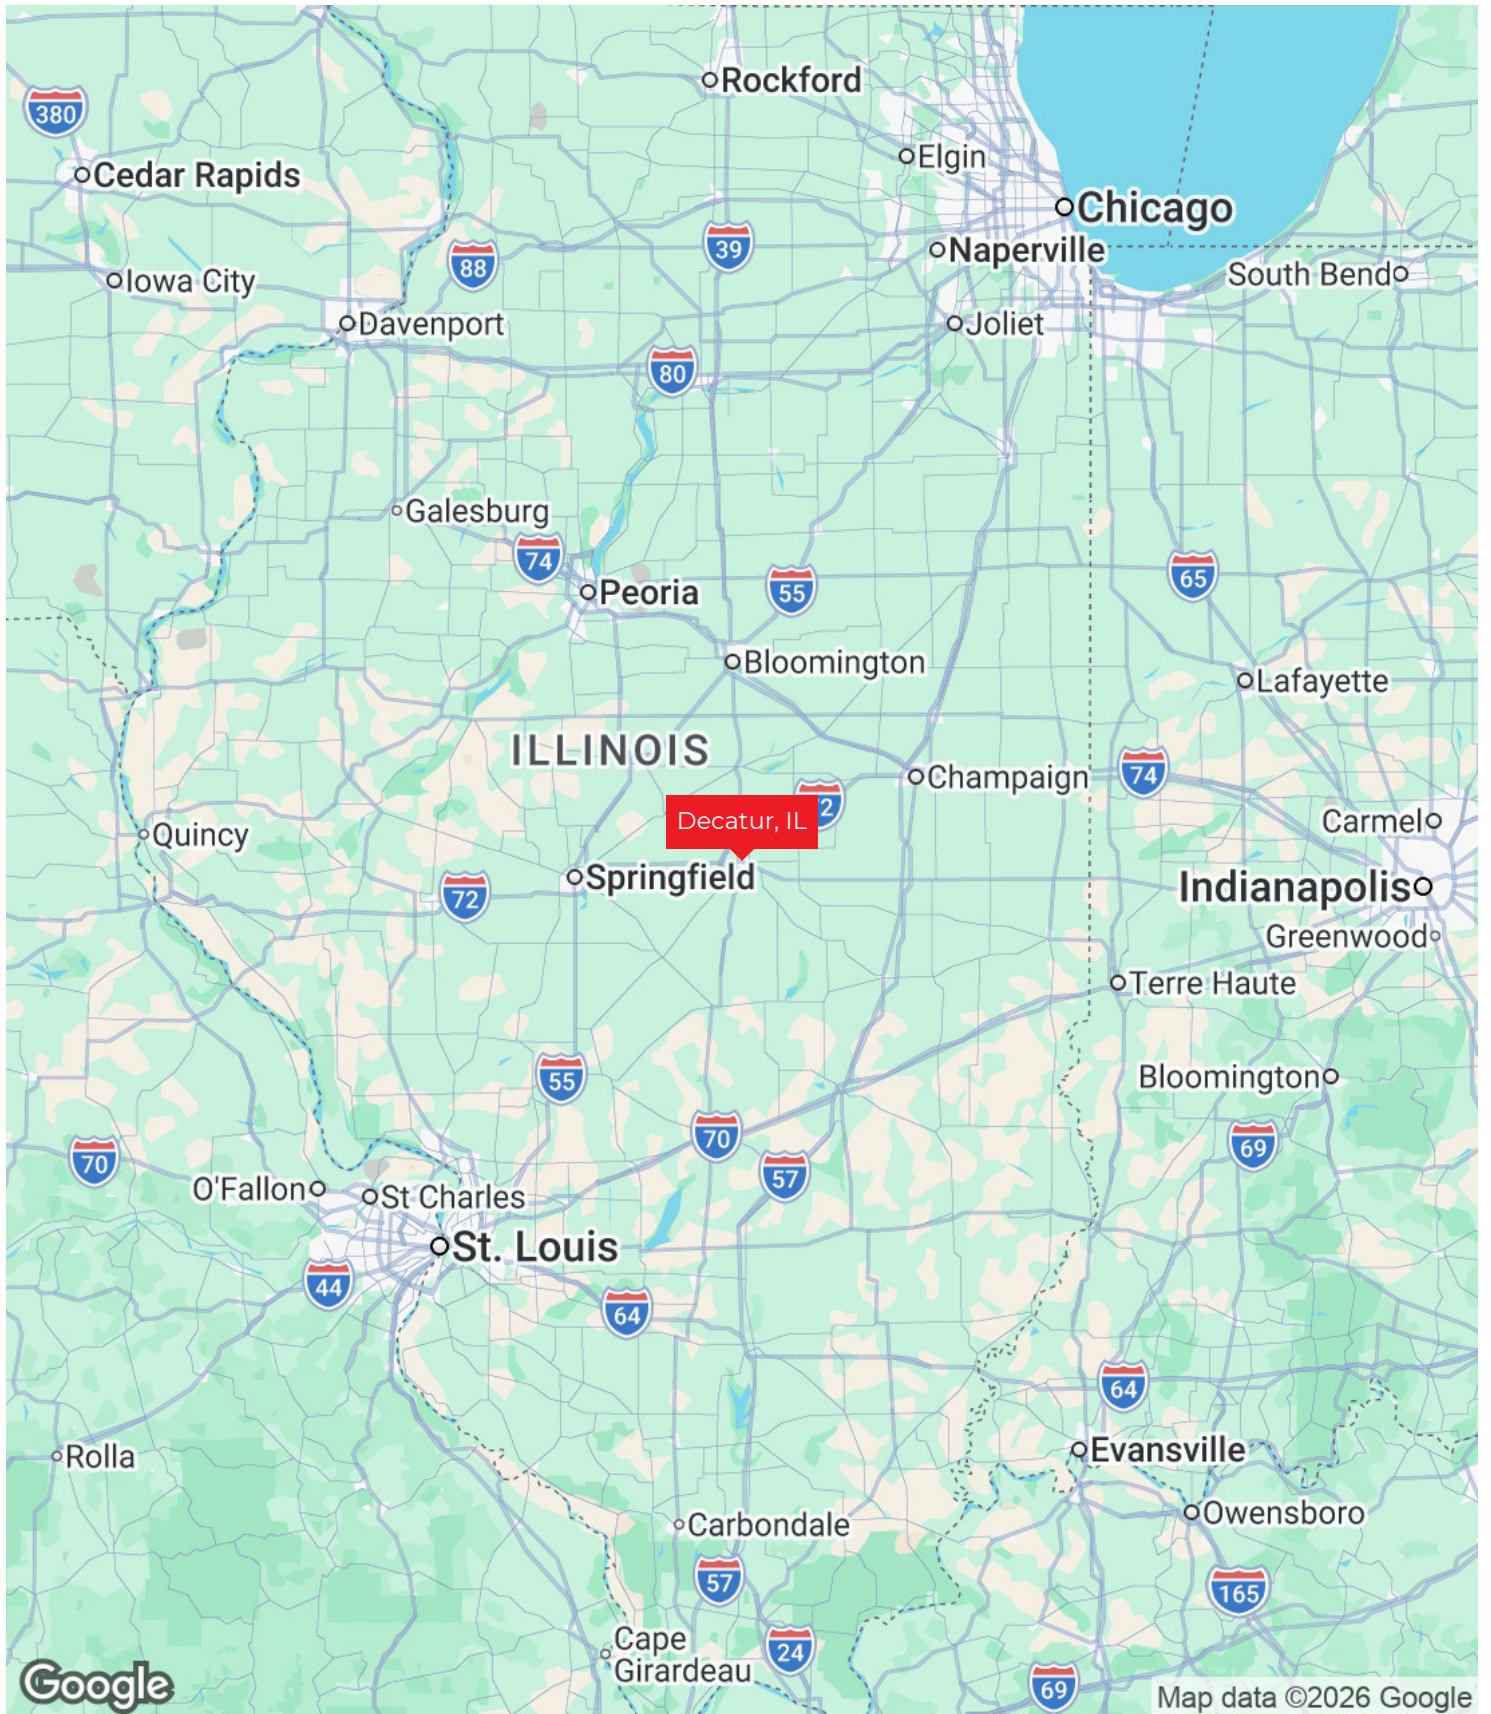 Rockford
380
Elgin
Cedar Rapids
Chicago
39
Naperville
88
South Bend
Iowa City
Davenport
Joliet
80
Galesburg
74
Peoria
55
65
Bloomington
Lafayette
ILLINOIS
74
Champaign
Decatur, IL
Carmel
Quincy
Springfield
72
Indianapolis
Greenwood
Terre Haute
55
Bloomington
70
69
70
57
O'Fallon
St Charles
St. Louis
44
64
64
Evansville
Rolla
Owensboro
Carbondale
57
165
Cape
Girardeau
24
69
Google
Map data ©2026 Google